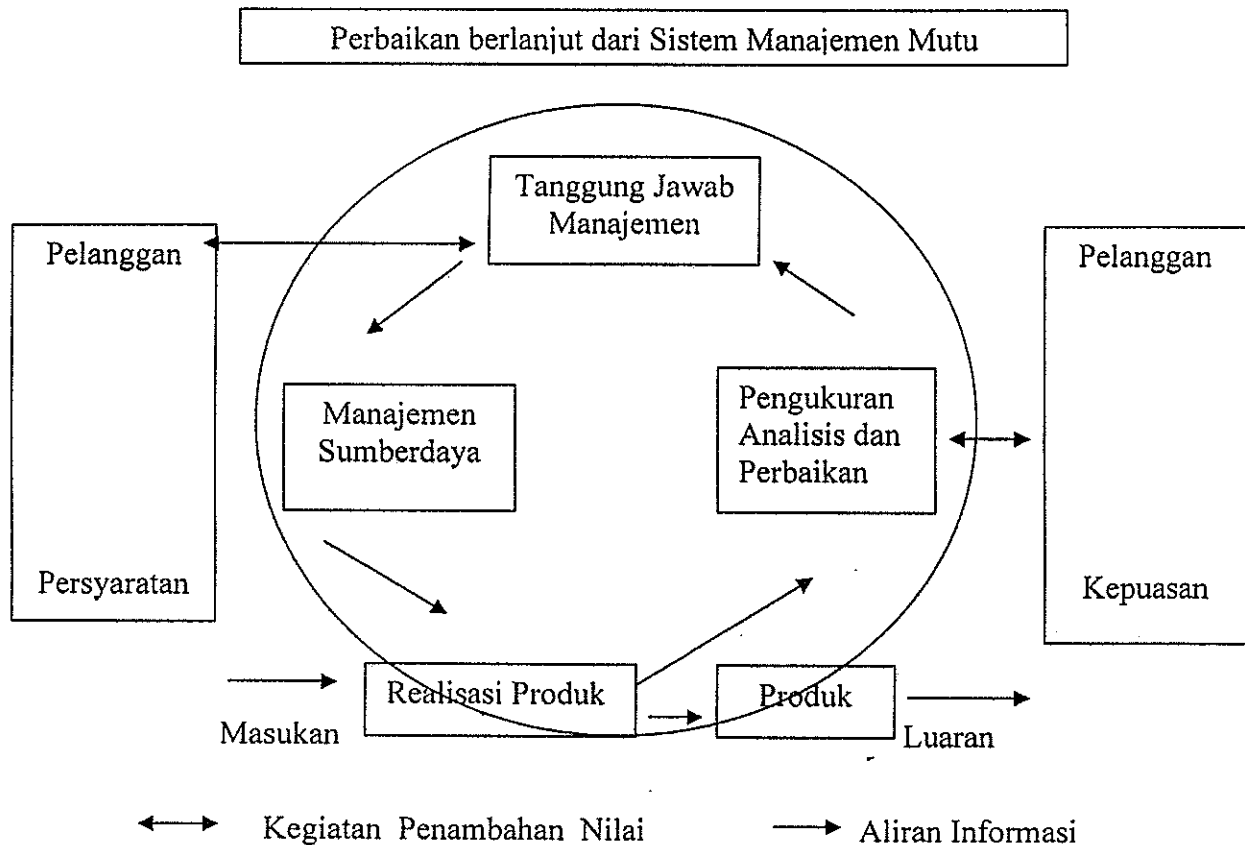 Perbaikan berlanjut dari Sistem Manajemen Mutu
Tanggung Jawab
Manajemen
Pelanggan
Pelanggan
Manajemen
Sumberdaya
Pengukuran
Analisis dan
Perbaikan
Persyaratan
Kepuasan
Realisasi Produk
Produk
Masukan
Luaran
Kegiatan Penambahan Nilai
Aliran Informasi